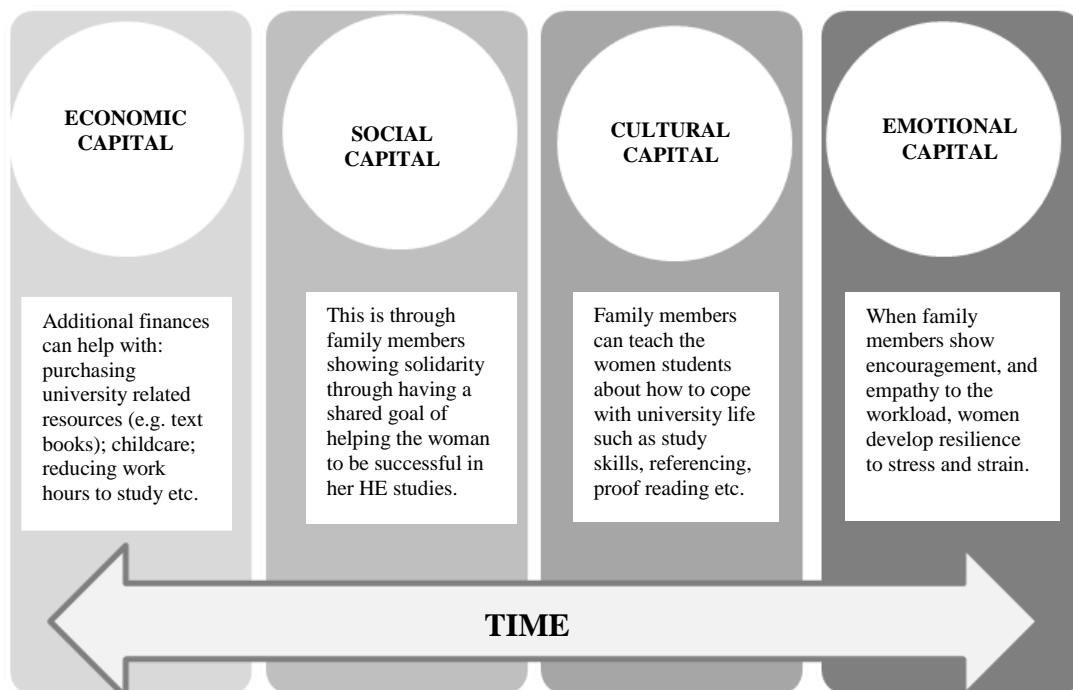 ECONOMIC
CAPITAL
SOCIAL
CAPITAL
CULTURAL
CAPITAL
EMOTIONAL
CAPITAL
Additional finances
can help with:
purchasing
university related
resources (e.g. text
books); childcare;
reducing work
hours to study etc.
This is through
family members
showing solidarity
through having a
shared goal of
helping the woman
to be successful in
her HE studies.
Family members
can teach the
women students
about how to cope
with university life
such as study
skills, referencing,
proof reading etc.
When family
members show
encouragement, and
empathy to the
workload, women
develop resilience
to stress and strain.
TIME